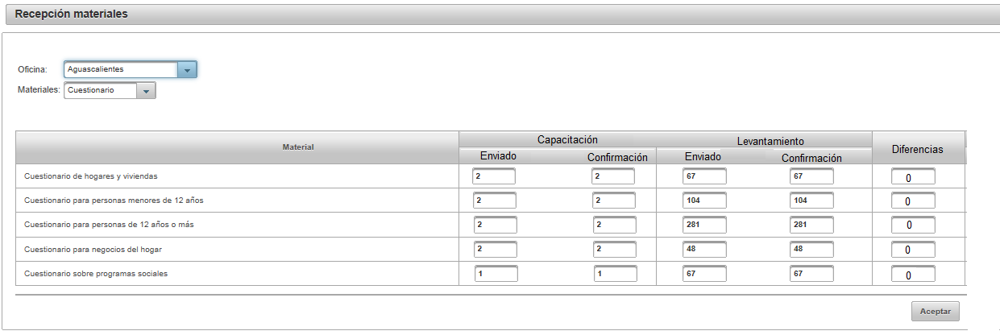 Recepción materiales
Oficina: Aguascalientes
Materiales: Cuestionario
Material Capacitación Levantamiento Diferencias
Enviado Confirmación Enviado Confirmación
Cuestionario de hogares y viviendas 2 2 67 67 0
Cuestionario para personas menores de 12 años 2 2 104 104 0
Cuestionario para personas de 12 años o más 2 2 281 281 0
Cuestionario para negocios del hogar 2 2 48 48 0
Cuestionario sobre programas sociales 1 1 67 67 0
Aceptar